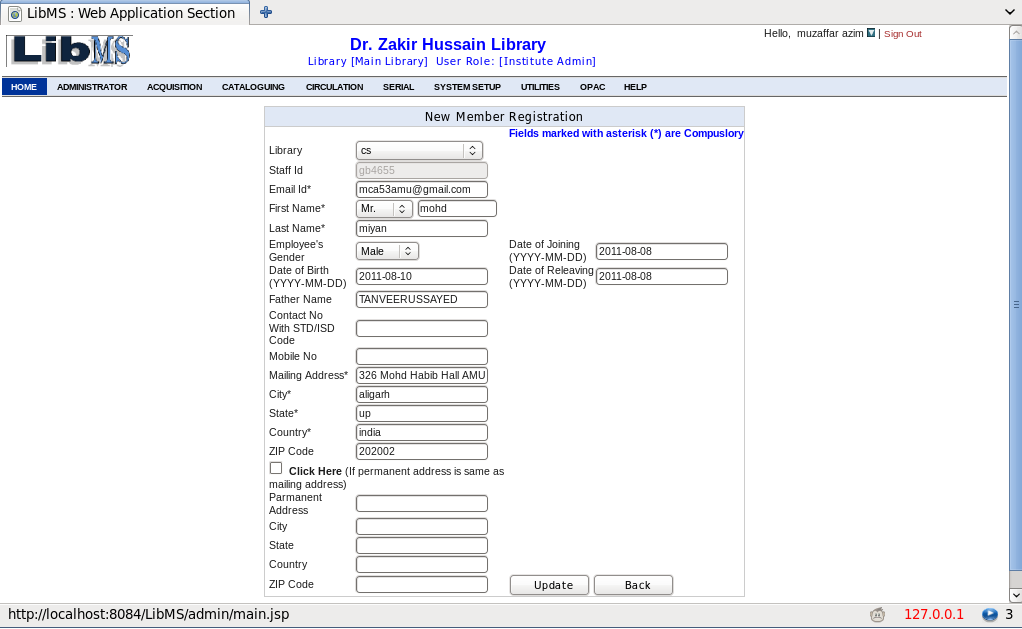 LibMS : Web Application Section
LibMS
Dr. Zakir Hussain Library
Library [Main Library] User Role: [Institute Admin]
Hello, muzaffar azim | Sign Out
HOME ADMINISTRATOR ACQUISITION CATALOGUING CIRCULATION SERIAL SYSTEM SETUP UTILITIES OPAC HELP
New Member Registration
Fields marked with asterisk (*) are Compuslory
Library cs
Staff Id gb4655
Email Id* mca53amu@gmail.com
First Name* Mr. mohd
Last Name* miyan
Employee's Gender Male Date of Joining (YYYY-MM-DD) 2011-08-08
Date of Birth (YYYY-MM-DD) 2011-08-10 Date of Releaving (YYYY-MM-DD) 2011-08-08
Father Name TANVEERUSSAYED
Contact No
With STD/ISD
Code
Mobile No
Mailing Address* 326 Mohd Habib Hall AMU
City* aligarh
State* up
Country* india
ZIP Code 202002
Click Here (If permanent address is same as
mailing address)
Parmanent
Address
City
State
Country
ZIP Code Update Back
http://localhost:8084/LibMS/admin/main.jsp 127.0.0.1 3